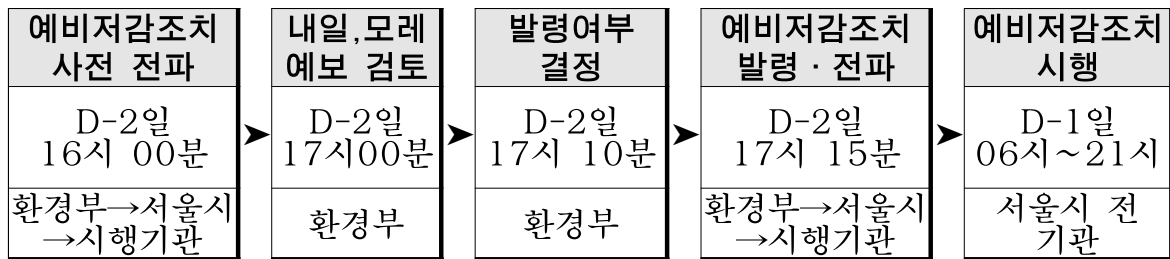 예비저감조치
사전 전파
D-2일
16시 00분
환경부→서울시
→시행기관
➤
내일,모레
예보 검토
D-2일
17시00분
환경부
➤
발령여부
결정
D-2일
17시 10분
환경부
➤
예비저감조치
발령 · 전파
D-2일
17시 15분
환경부→서울시
→시행기관
➤
예비저감조치
시행
D-1일
06시~21시
서울시 전
기관